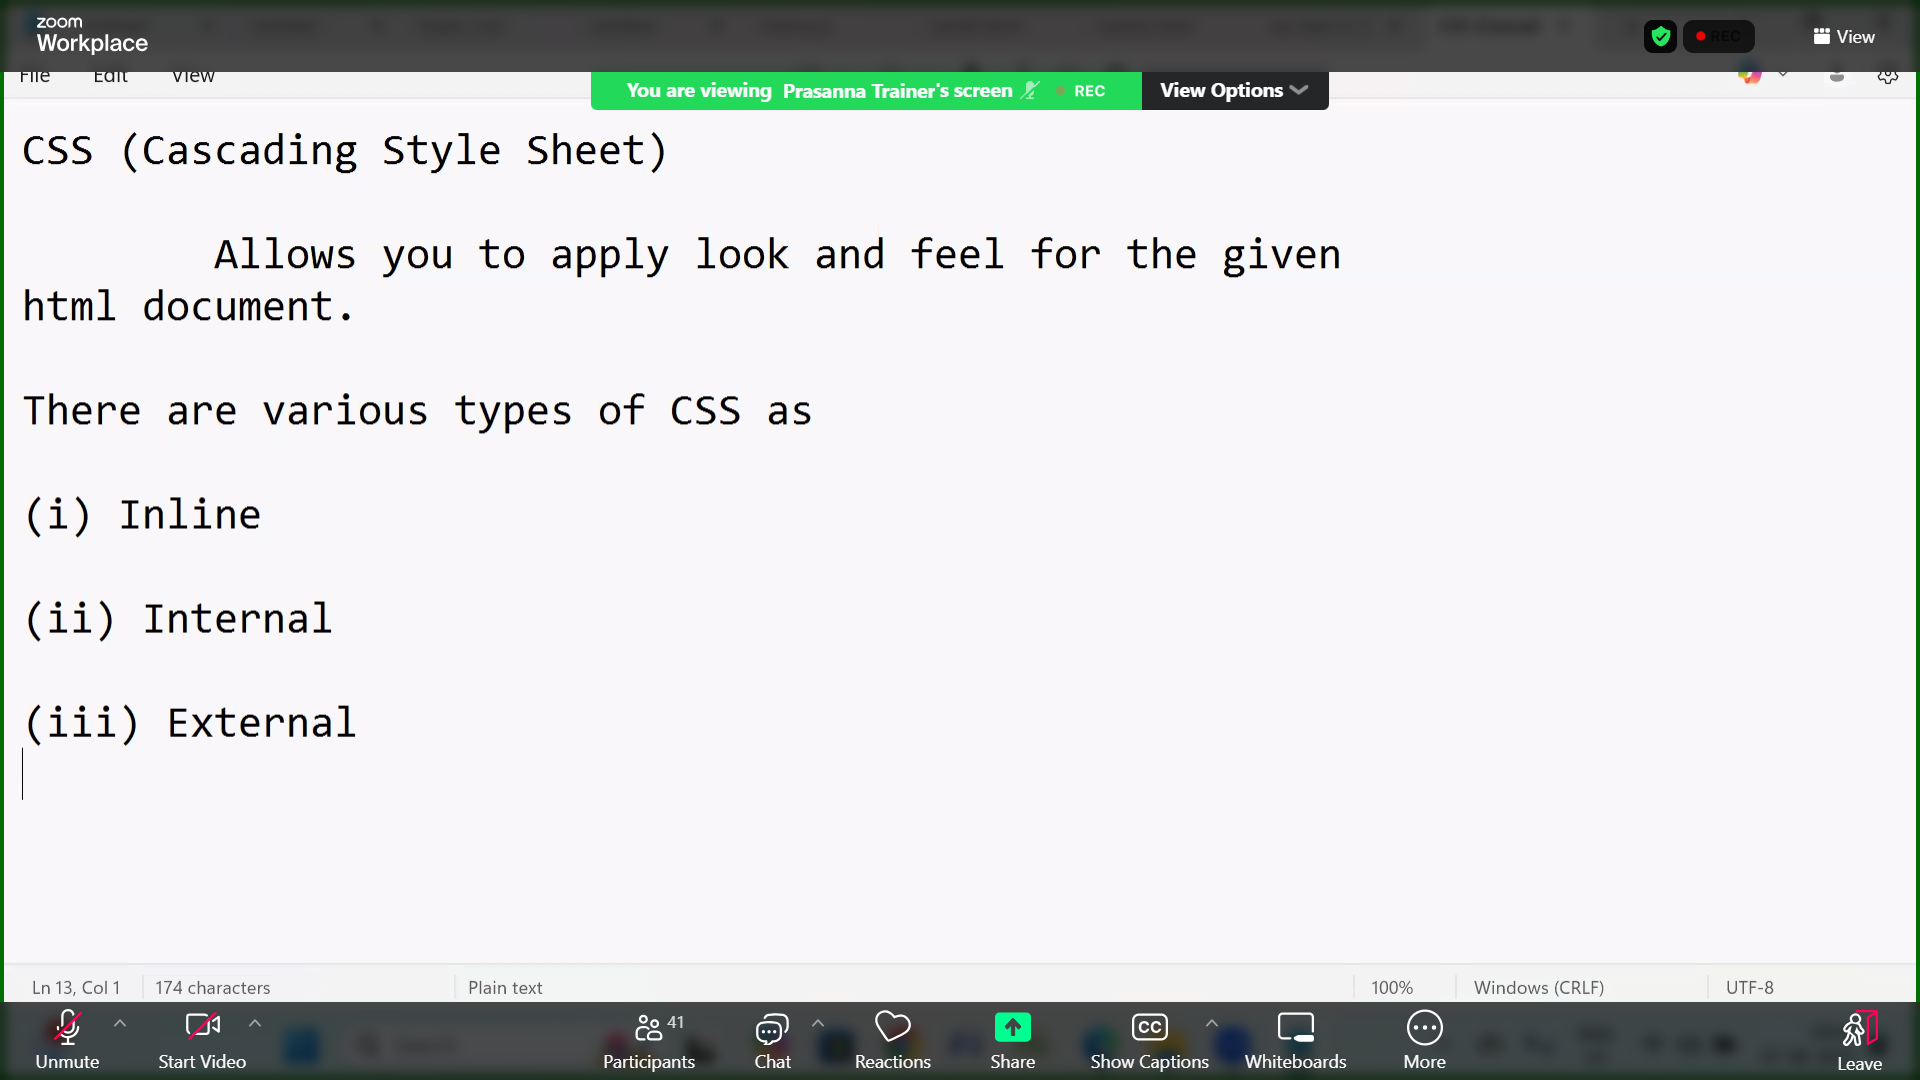 zoom
Workplace
REC
View
File Edit View
You are viewing Prasanna Trainer's screen REC View Options
CSS (Cascading Style Sheet)
Allows you to apply look and feel for the given
html document.
There are various types of CSS as
(i) Inline
(ii) Internal
(iii) External
Ln 13, Col 1 174 characters Plain text 100% Windows (CRLF) UTF-8
41
CC
Unmute Start Video Participants Chat Reactions Share Show Captions Whiteboards More Leave